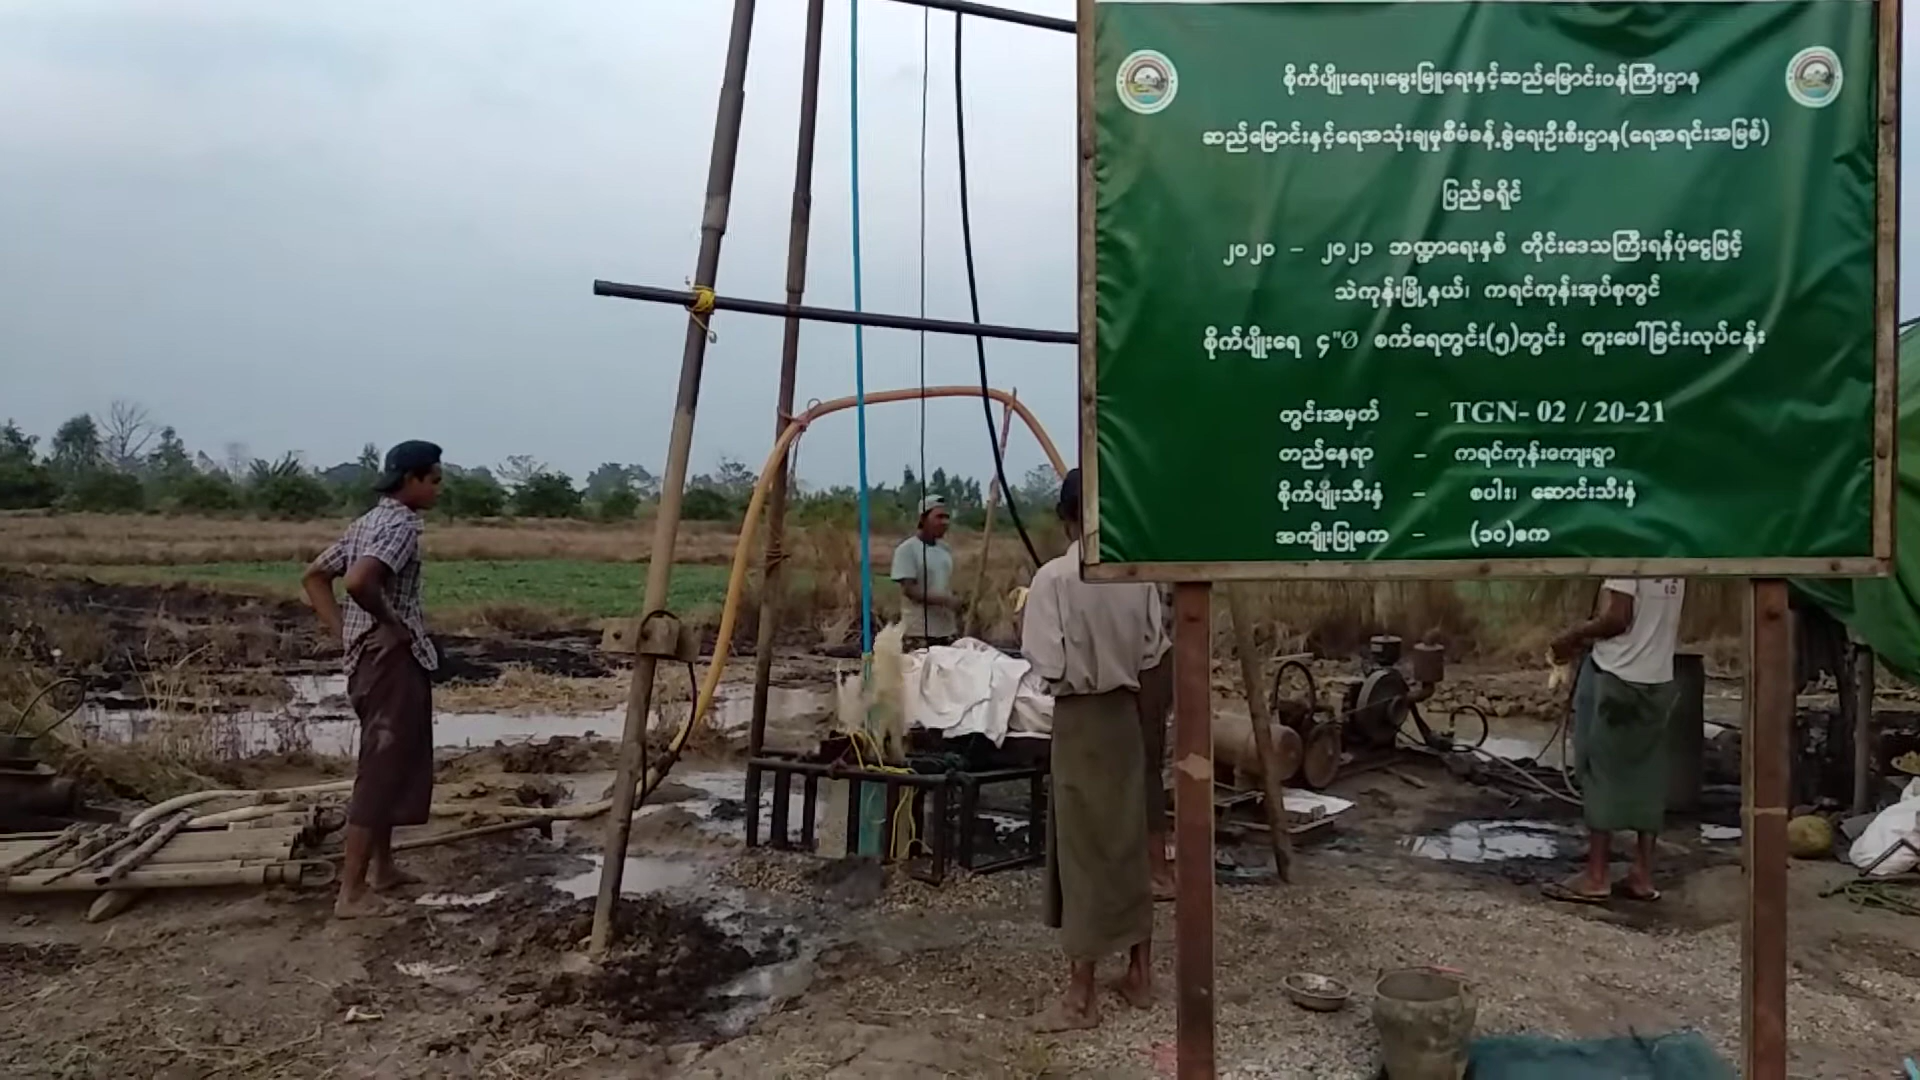 စိုက်ပျိုးရေး၊မွေးမြူရေးနှင့်ဆည်မြောင်းဝန်ကြီးဌာန
ဆည်မြောင်းနှင့်ရေအသုံးချမှုစီမံခန့်ခွဲရေးဦးစီးဌာန(ရေအရင်းအမြစ်)
ပြည်ခရိုင်
၂၀၂၀ – ၂၀၂၁ ဘဏ္ဍာရေးနှစ် တိုင်းဒေသကြီးရန်ပုံငွေဖြင့်
သဲကုန်းမြို့နယ်၊ ကရင်ကုန်းအုပ်စုတွင်
စိုက်ပျိုးရေ ၄"Ø စက်ရေတွင်း(၅)တွင်း တူးဖေါ်ခြင်းလုပ်ငန်း
တွင်းအမှတ် – TGN- 02 / 20-21
တည်နေရာ – ကရင်ကုန်းကျေးရွာ
စိုက်ပျိုးသီးနှံ – စပါး၊ ဆောင်းသီးနှံ
အကျိုးပြုဧက – (၁၀)ဧက